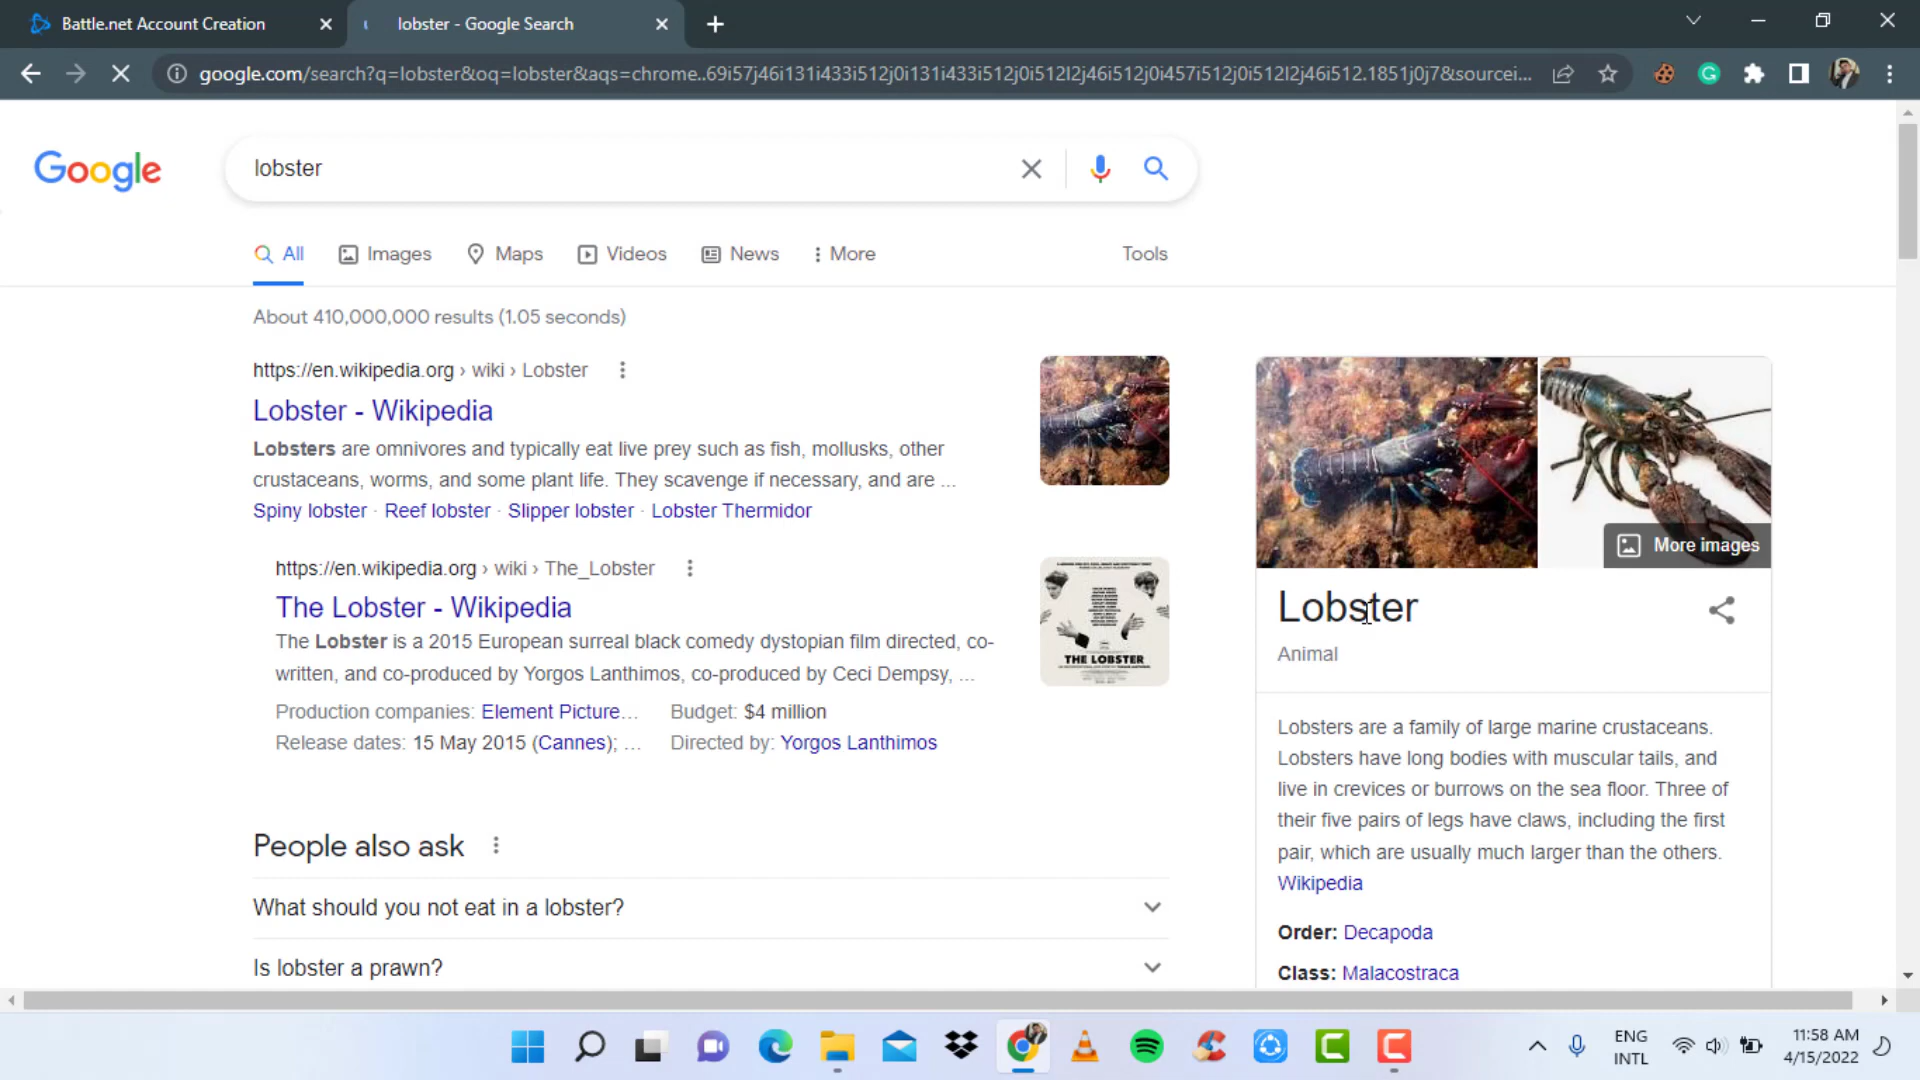 Battle.net Account Creation
lobster - Google Search
google.com/search?q=lobster&oq=lobster&aqs=chrome..69i57j46i131i433i512j0i131i433i512j0i512l2j46i512j0i457i512j0i512l2j46i512.1851j0j7&sourcei...
Google
lobster
All
Images
Maps
Videos
News
More
Tools
About 410,000,000 results (1.05 seconds)
https://en.wikipedia.org › wiki › Lobster
Lobster - Wikipedia
Lobsters are omnivores and typically eat live prey such as fish, mollusks, other
crustaceans, worms, and some plant life. They scavenge if necessary, and are ...
Spiny lobster · Reef lobster · Slipper lobster · Lobster Thermidor
https://en.wikipedia.org › wiki › The_Lobster
The Lobster - Wikipedia
The Lobster is a 2015 European surreal black comedy dystopian film directed, co-
written, and co-produced by Yorgos Lanthimos, co-produced by Ceci Dempsy, ...
Production companies: Element Picture... Budget: $4 million
Release dates: 15 May 2015 (Cannes); ... Directed by: Yorgos Lanthimos
THE LOBSTER
People also ask
What should you not eat in a lobster?
Is lobster a prawn?
More images
Lobster
Animal
Lobsters are a family of large marine crustaceans.
Lobsters have long bodies with muscular tails, and
live in crevices or burrows on the sea floor. Three of
their five pairs of legs have claws, including the first
pair, which are usually much larger than the others.
Wikipedia
Order: Decapoda
Class: Malacostraca
ENG
INTL
11:58 AM
4/15/2022